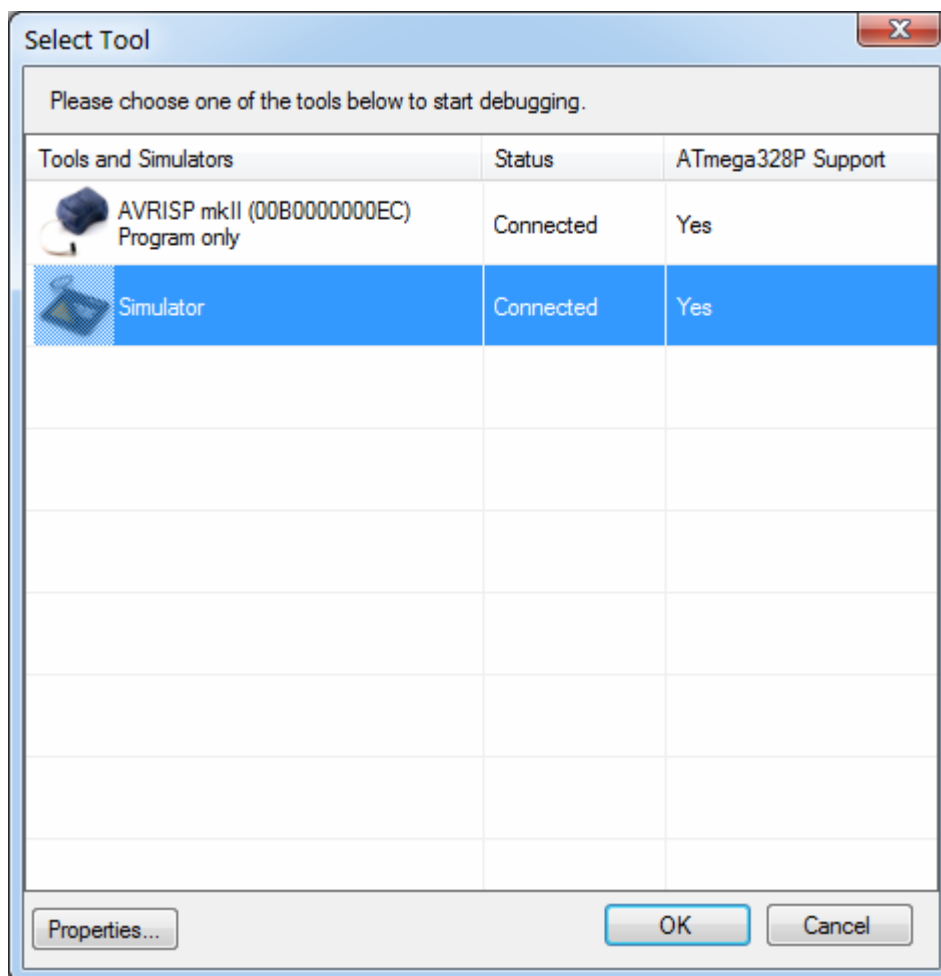 Select Tool
Please choose one of the tools below to start debugging.
Tools and Simulators Status ATmega328P Support
AVRISP mkII (00B0000000EC)
Program only Connected Yes
Simulator Connected Yes
Properties... OK Cancel